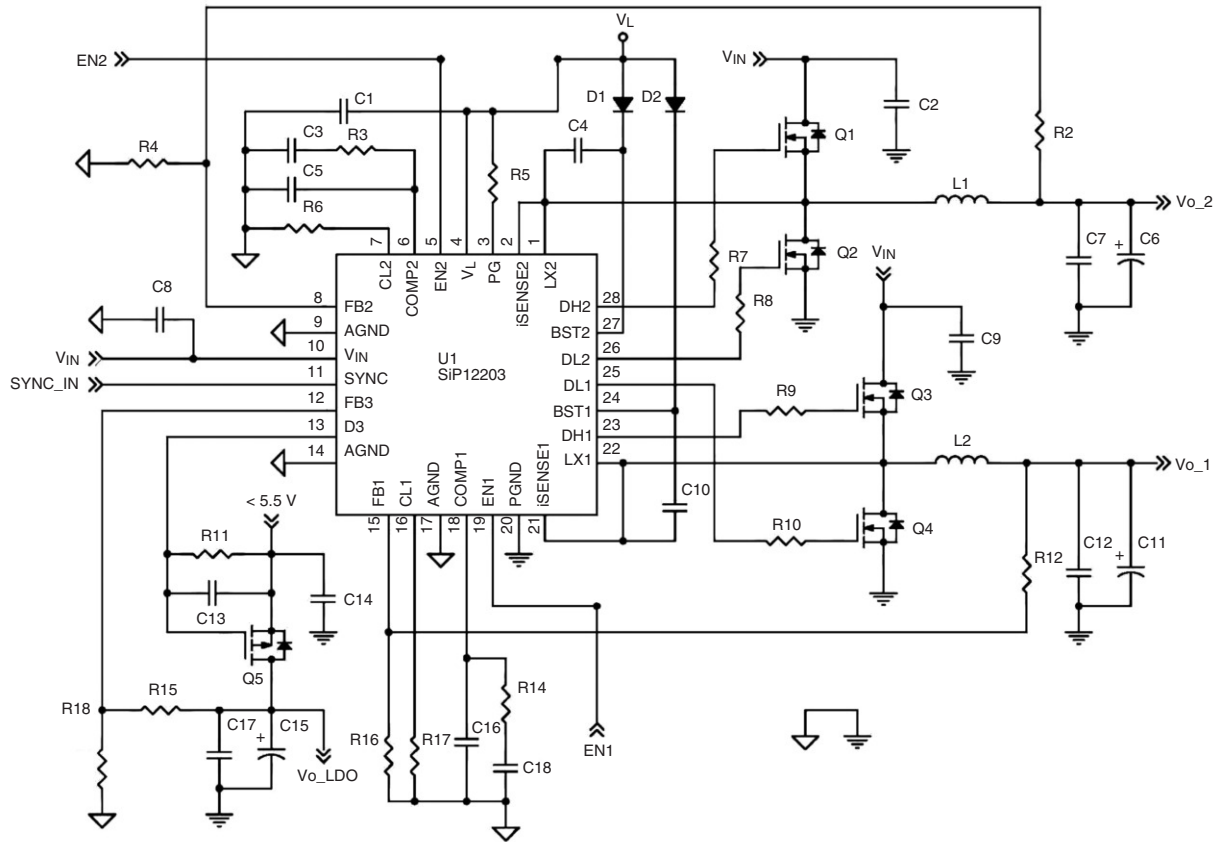 VL
EN2
VIN
C1
D1
D2
C2
C3
R3
C4
Q1
R2
R4
C5
R5
L1
R6
Vo_2
7
6
5
4
3
2
1
C7
+
C6
CL2
COMP2
EN2
VL
PG
iSENSE2
LX2
R7
Q2
VIN
C8
R8
8
FB2
DH2
28
9
AGND
BST2
27
C9
VIN
10
VIN
U1
DL2
26
SYNC_IN
11
SYNC
SiP12203
DL1
25
12
FB3
BST1
24
R9
Q3
13
D3
DH1
23
14
AGND
LX1
22
L2
Vo_1
FB1
CL1
AGND
COMP1
EN1
PGND
iSENSE1
C10
15
16
17
18
19
20
21
< 5.5 V
R10
Q4
R11
R12
C12
+
C11
C13
C14
Q5
R18
R15
R14
C17
+
C15
R16
R17
C16
EN1
Vo_LDO
C18